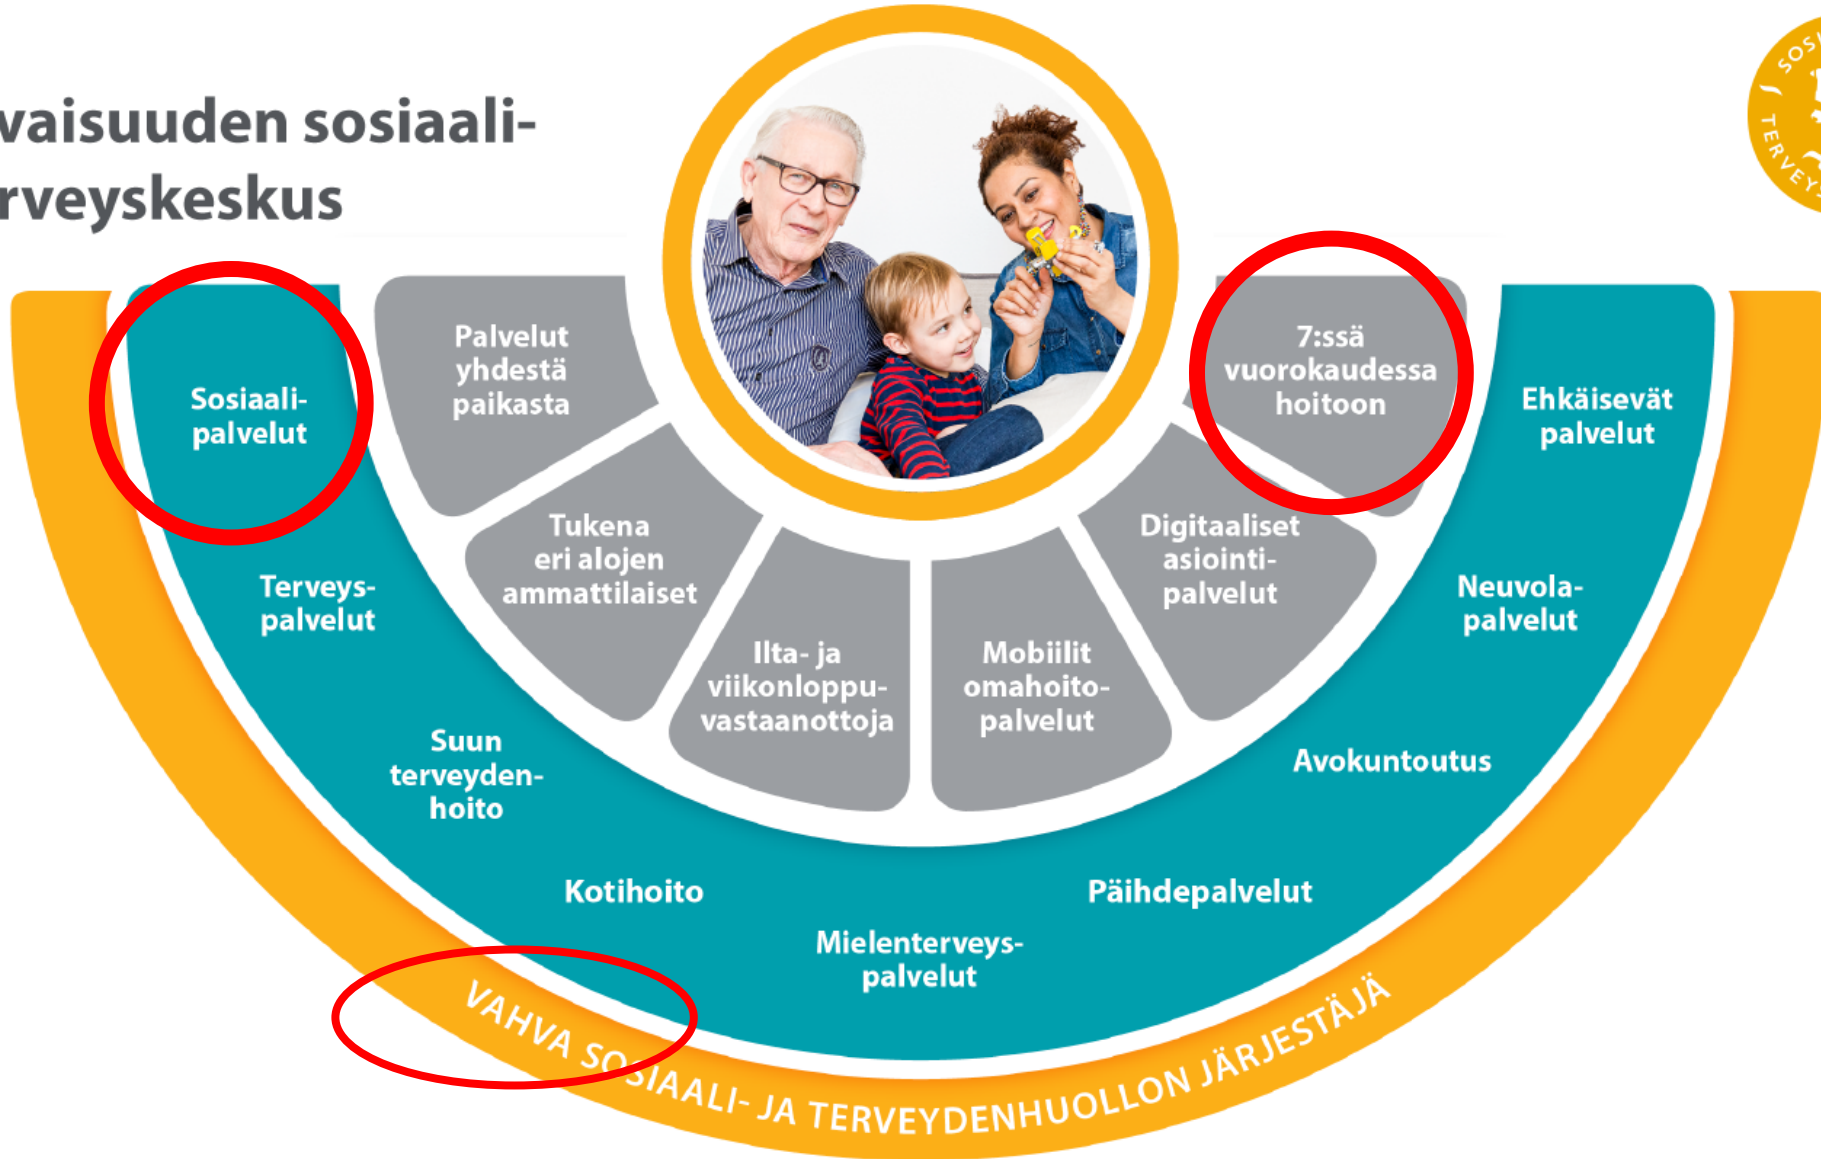 vaisuuden sosiaali-
rveyskeskus
Sosiaali-
palvelut
Terveys-
palvelut
Suun
terveyden-
hoito
Kotihoito
Mielenterveys-
palvelut
Päihdepalvelut
Avokuntoutus
Neuvola-
palvelut
Ehkäisevät
palvelut
Palvelut
yhdestä
paikasta
Tukena
eri alojen
ammattilaiset
Ilta- ja
viikonloppu-
vastaanottoja
Mobiilit
omahoito-
palvelut
Digitaaliset
asiointi-
palvelut
7:ssä
vuorokaudessa
hoitoon
VAHVA SOSIAALI- JA TERVEYDENHUOLLON JÄRJESTÄJÄ